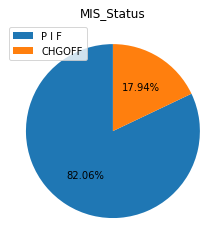 MIS_Status
P I F
CHGOFF
17.94%
82.06%